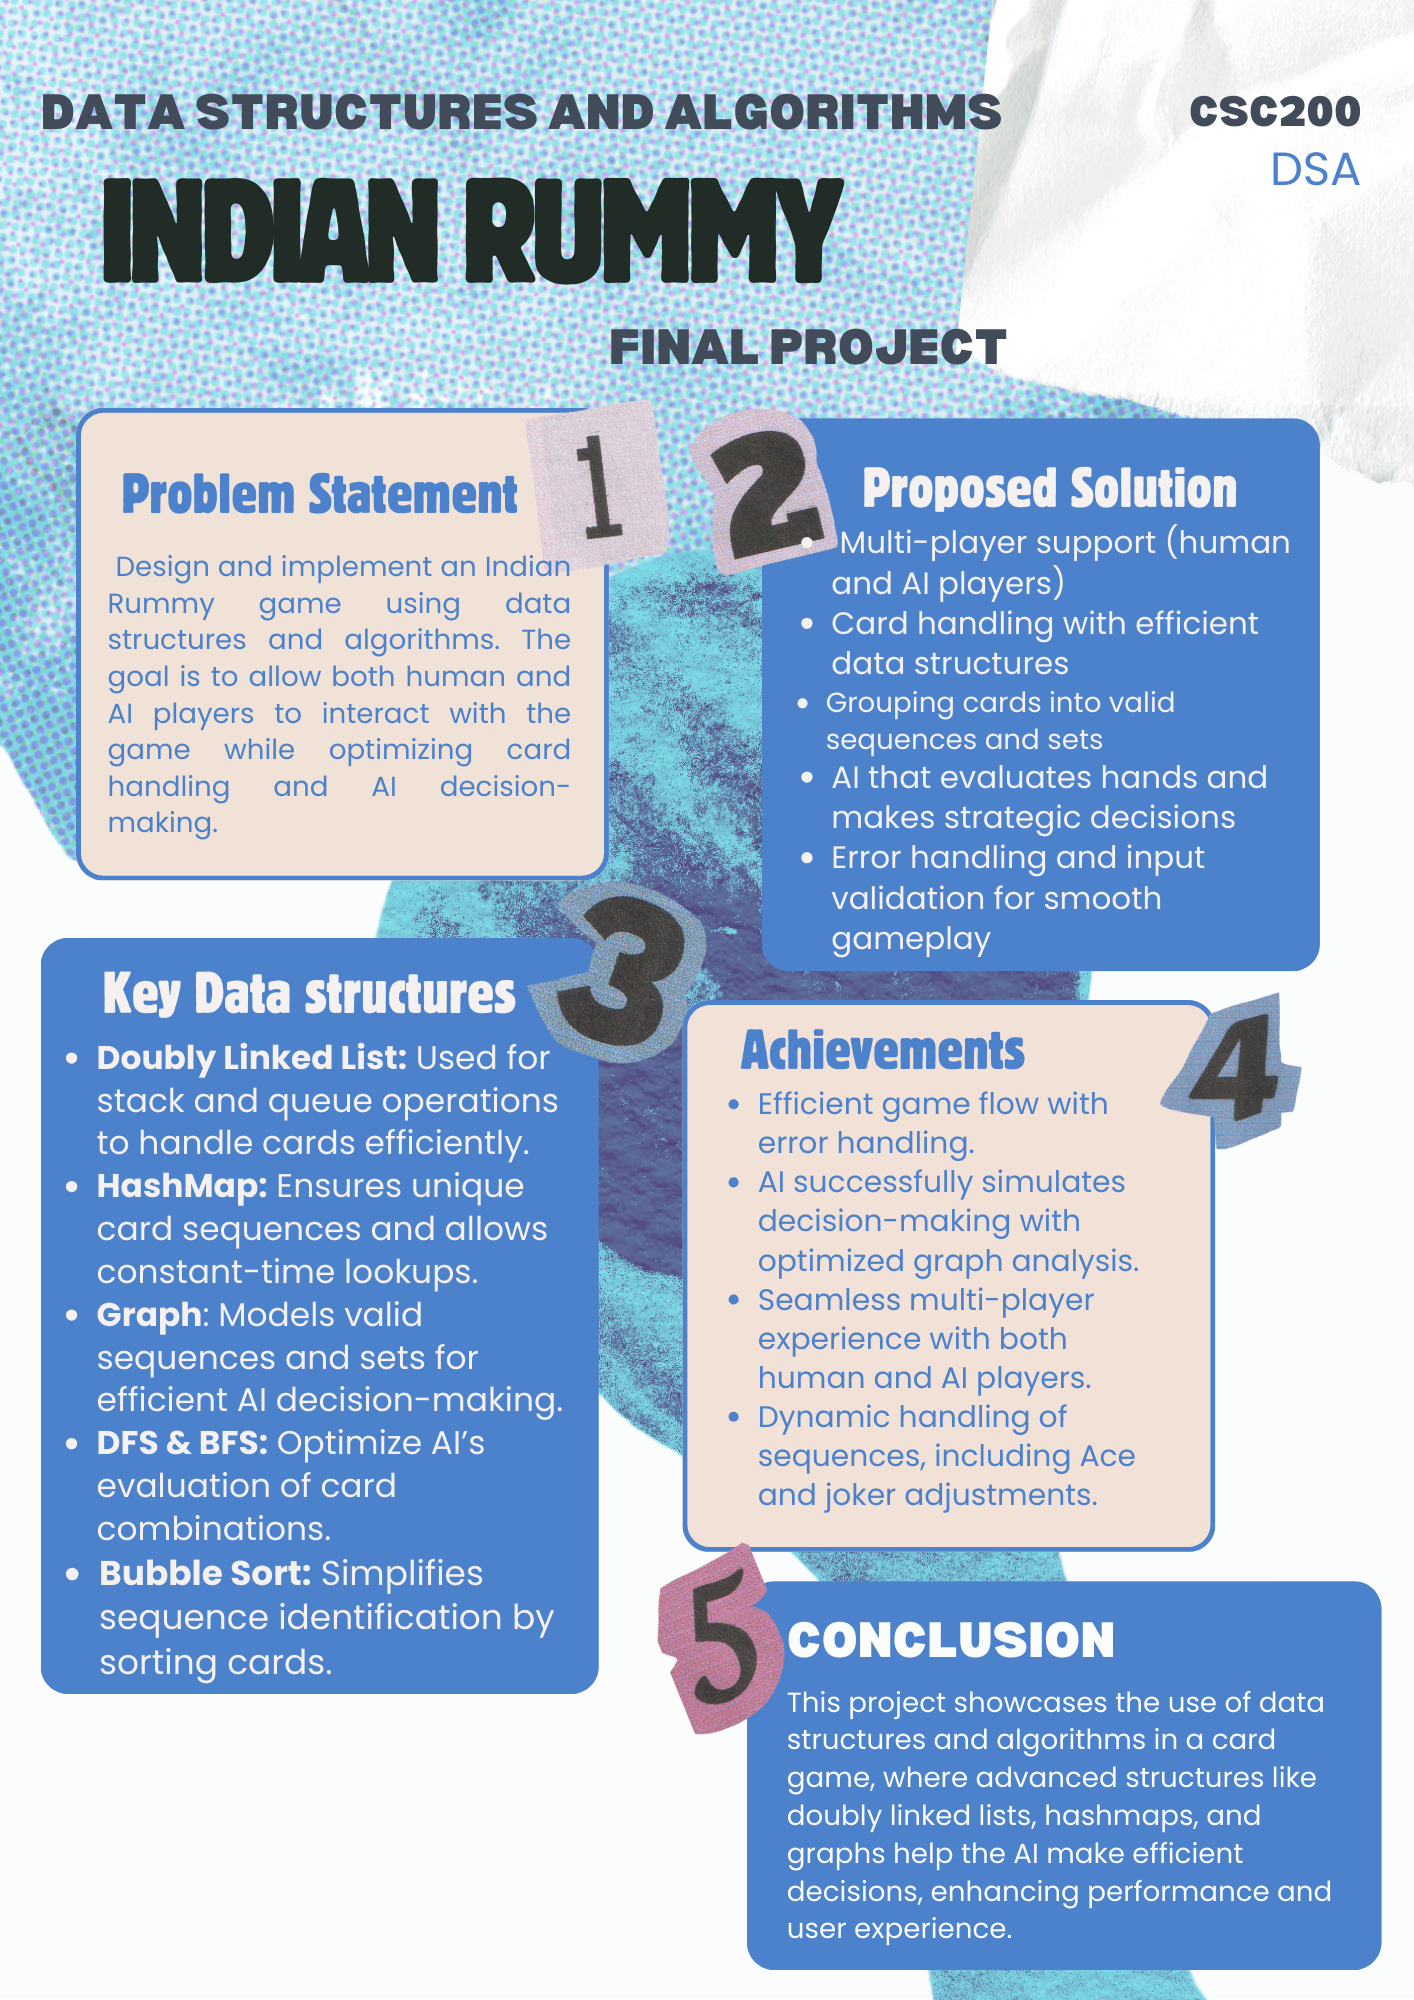 DATA STRUCTURES AND ALGORITHMS
CSC200
DSA
INDIAN RUMMY
FINAL PROJECT
1
Problem Statement
Design and implement an Indian
Rummy game using data
structures and algorithms. The
goal is to allow both human and
AI players to interact with the
game while optimizing card
handling and AI decision-
making.
2
Proposed Solution
• Multi-player support (human
and AI players)
• Card handling with efficient
data structures
• Grouping cards into valid
sequences and sets
• AI that evaluates hands and
makes strategic decisions
• Error handling and input
validation for smooth
gameplay
3
Key Data structures
• Doubly Linked List: Used for
stack and queue operations
to handle cards efficiently.
• HashMap: Ensures unique
card sequences and allows
constant-time lookups.
• Graph: Models valid
sequences and sets for
efficient AI decision-making.
• DFS & BFS: Optimize AI's
evaluation of card
combinations.
• Bubble Sort: Simplifies
sequence identification by
sorting cards.
4
Achievements
• Efficient game flow with
error handling.
• AI successfully simulates
decision-making with
optimized graph analysis.
• Seamless multi-player
experience with both
human and AI players.
• Dynamic handling of
sequences, including Ace
and joker adjustments.
5
CONCLUSION
This project showcases the use of data
structures and algorithms in a card
game, where advanced structures like
doubly linked lists, hashmaps, and
graphs help the AI make efficient
decisions, enhancing performance and
user experience.